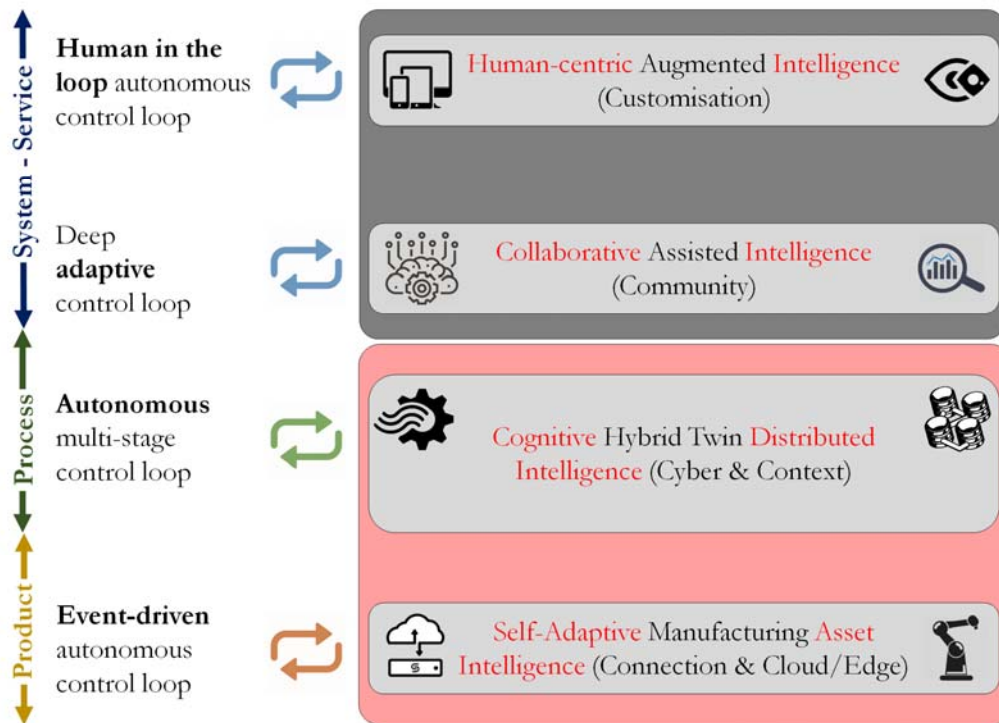 System - Service
Human in the
loop autonomous
control loop
Human-centric Augmented Intelligence
(Customisation)
Deep
adaptive
control loop
Collaborative Assisted Intelligence
(Community)
Process
Autonomous
multi-stage
control loop
Cognitive Hybrid Twin Distributed
Intelligence (Cyber & Context)
Product
Event-driven
autonomous
control loop
Self-Adaptive Manufacturing Asset
Intelligence (Connection & Cloud/Edge)